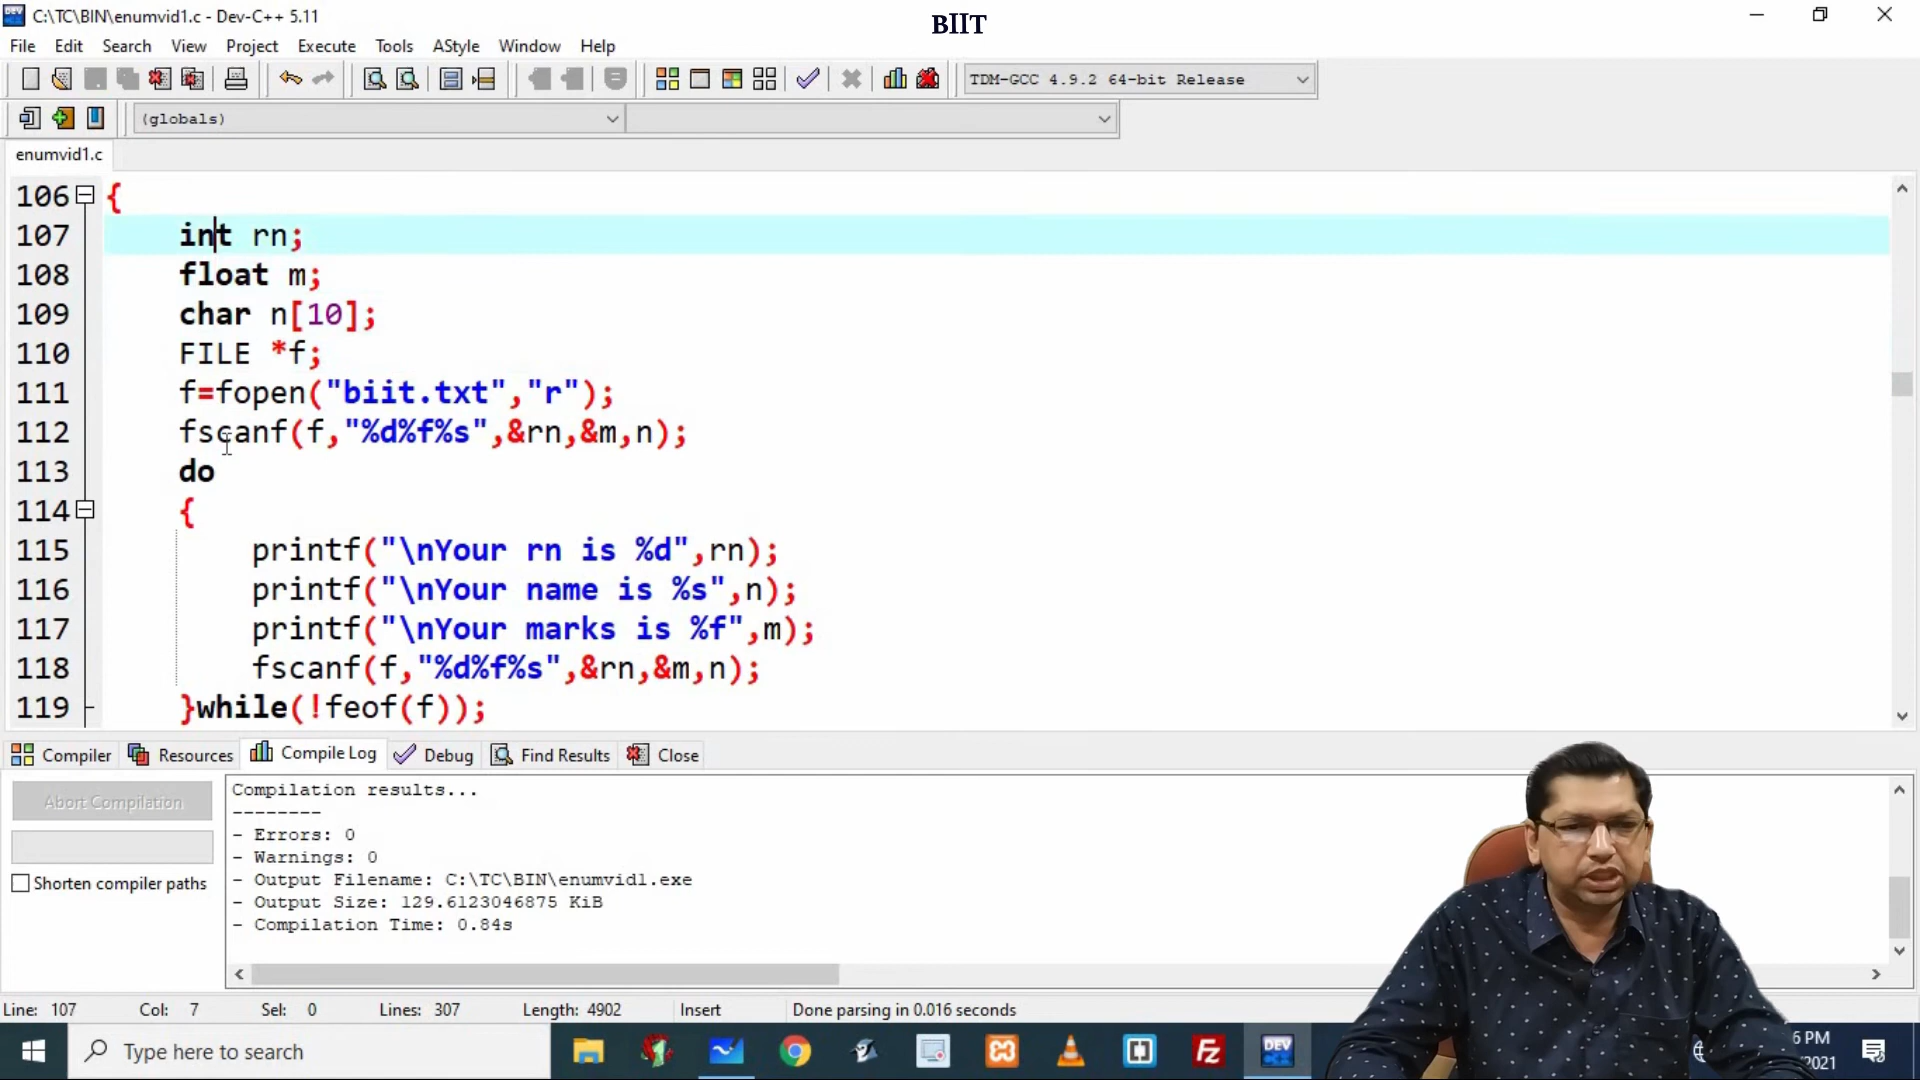 C:\TC\BIN\enumvid1.c - Dev-C++ 5.11
BIIT
File Edit Search View Project Execute Tools AStyle Window Help
TDM-GCC 4.9.2 64-bit Release
(globals)
enumvid1.c
106 {
107 int rn;
108 float m;
109 char n[10];
110 FILE *f;
111 f=fopen("biit.txt","r");
112 fscanf(f,"%d%f%s",&rn,&m,n);
113 do
114 {
115 printf("\nYour rn is %d",rn);
116 printf("\nYour name is %s",n);
117 printf("\nYour marks is %f",m);
118 fscanf(f,"%d%f%s",&rn,&m,n);
119 }while(!feof(f));
Compiler Resources Compile Log Debug Find Results Close
Abort Compilation
Shorten compiler paths
Compilation results...
--------
- Errors: 0
- Warnings: 0
- Output Filename: C:\TC\BIN\enumvid1.exe
- Output Size: 129.6123046875 KiB
- Compilation Time: 0.84s
Line: 107 Col: 7 Sel: 0 Lines: 307 Length: 4902 Insert Done parsing in 0.016 seconds
Type here to search
DEV
Fz
6 PM
2021